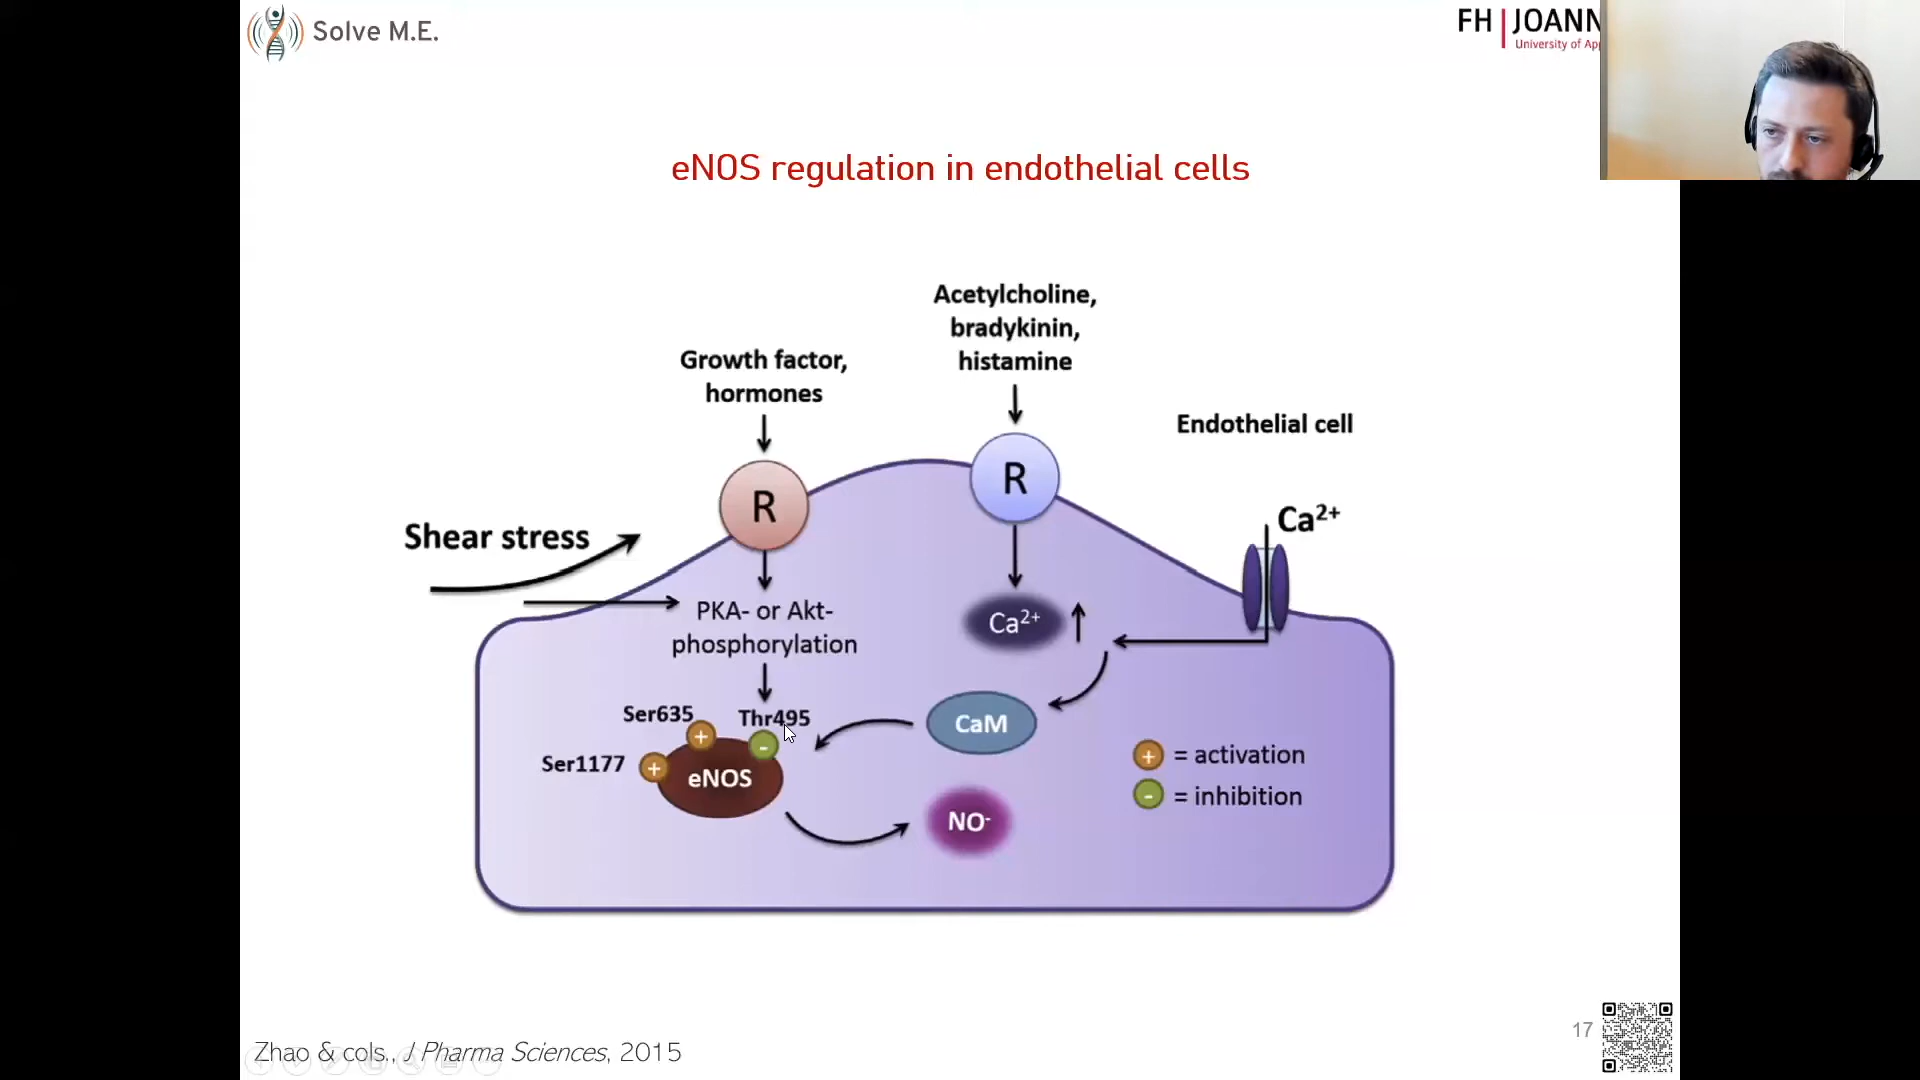 Solve M.E.
FH | JOANN
University of Ap
eNOS regulation in endothelial cells
Acetylcholine,
bradykinin,
histamine
Growth factor,
hormones
Endothelial cell
R
R
Ca²⁺
Shear stress
PKA- or Akt-
phosphorylation
Ca²⁺
Ser635
Thr495
CaM
Ser1177
+
+
-
eNOS
+ = activation
- = inhibition
NO⁻
17
Zhao & cols., J Pharma Sciences, 2015